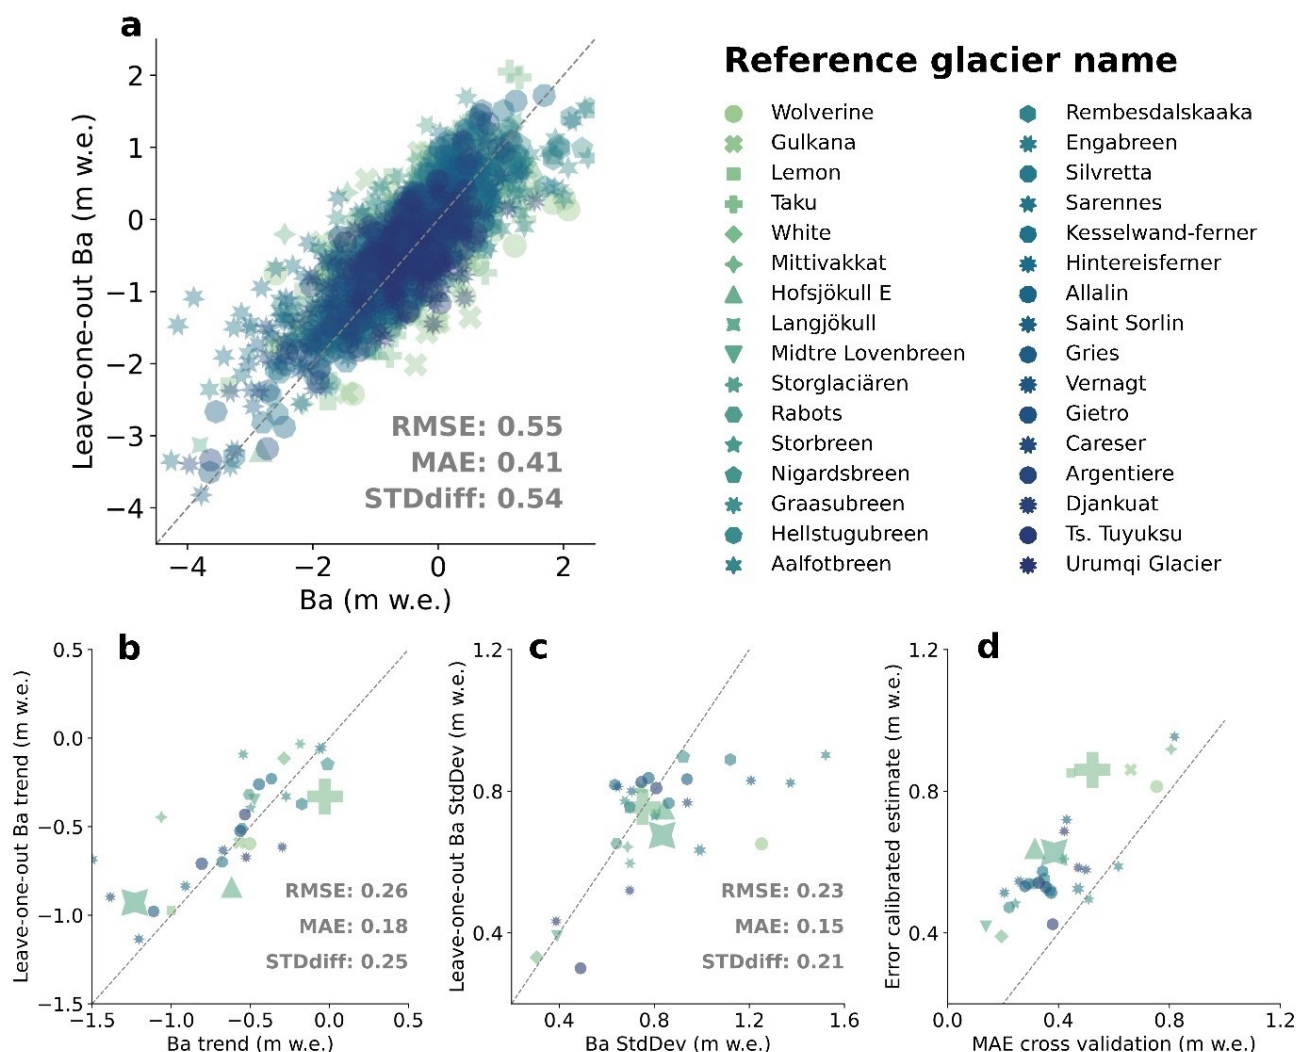 a
Leave-one-out Ba (m w.e.)
2
1
0
−1
−2
−3
−4
−4
−2
0
2
Ba (m w.e.)
RMSE: 0.55
MAE: 0.41
STDdiff: 0.54
Reference glacier name
Wolverine
Gulkana
Lemon
Taku
White
Mittivakkat
Hofsjökull E
Langjökull
Midtre Lovenbreen
Storglaciären
Rabots
Storbreen
Nigardsbreen
Graasubreen
Hellstugubreen
Aalfotbreen
Rembesdalskaaka
Engabreen
Silvretta
Sarennes
Kesselwand-ferner
Hintereisferner
Allalin
Saint Sorlin
Gries
Vernagt
Gietro
Careser
Argentiere
Djankuat
Ts. Tuyuksu
Urumqi Glacier
b
Leave-one-out Ba trend (m w.e.)
0.5
0.0
−0.5
−1.0
−1.5
−1.5
−1.0
−0.5
0.0
0.5
Ba trend (m w.e.)
RMSE: 0.26
MAE: 0.18
STDdiff: 0.25
c
Leave-one-out Ba StdDev (m w.e.)
1.2
0.8
0.4
0.4
0.8
1.2
1.6
Ba StdDev (m w.e.)
RMSE: 0.23
MAE: 0.15
STDdiff: 0.21
d
Error calibrated estimate (m w.e.)
1.2
0.8
0.4
0.0
0.4
0.8
1.2
MAE cross validation (m w.e.)